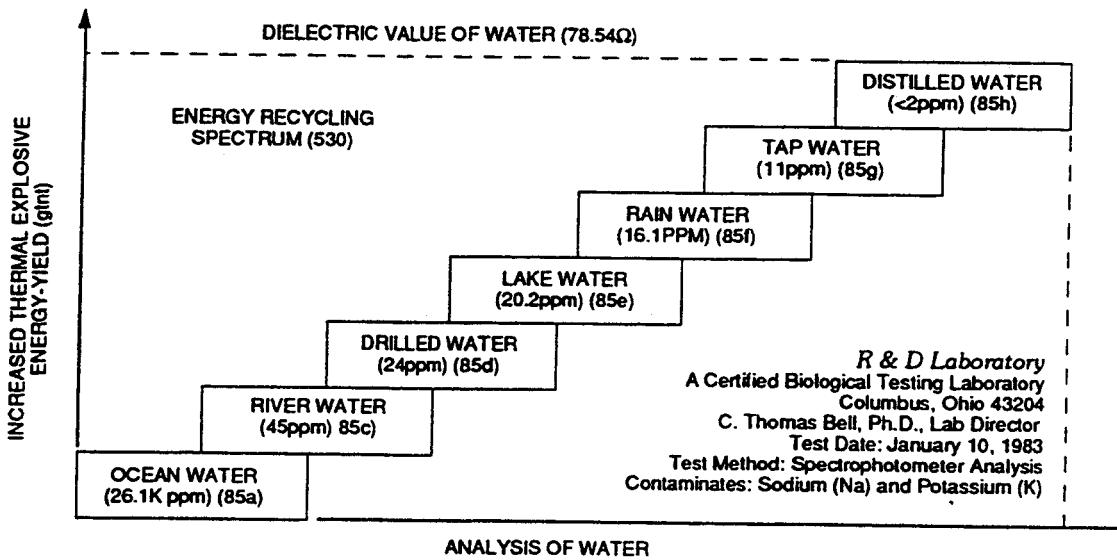 DIELECTRIC VALUE OF WATER (78.54Ω)
DISTILLED WATER
(<2ppm) (85h)
ENERGY RECYCLING
SPECTRUM (530)
TAP WATER
(11ppm) (85g)
RAIN WATER
(16.1PPM) (85f)
LAKE WATER
(20.2ppm) (85e)
DRILLED WATER
(24ppm) (85d)
RIVER WATER
(45ppm) 85c)
OCEAN WATER
(26.1K ppm) (85a)
INCREASED THERMAL EXPLOSIVE
ENERGY-YIELD (gtnt)
R & D Laboratory
A Certified Biological Testing Laboratory
Columbus, Ohio 43204
C. Thomas Bell, Ph.D., Lab Director
Test Date: January 10, 1983
Test Method: Spectrophotometer Analysis
Contaminates: Sodium (Na) and Potassium (K)
ANALYSIS OF WATER